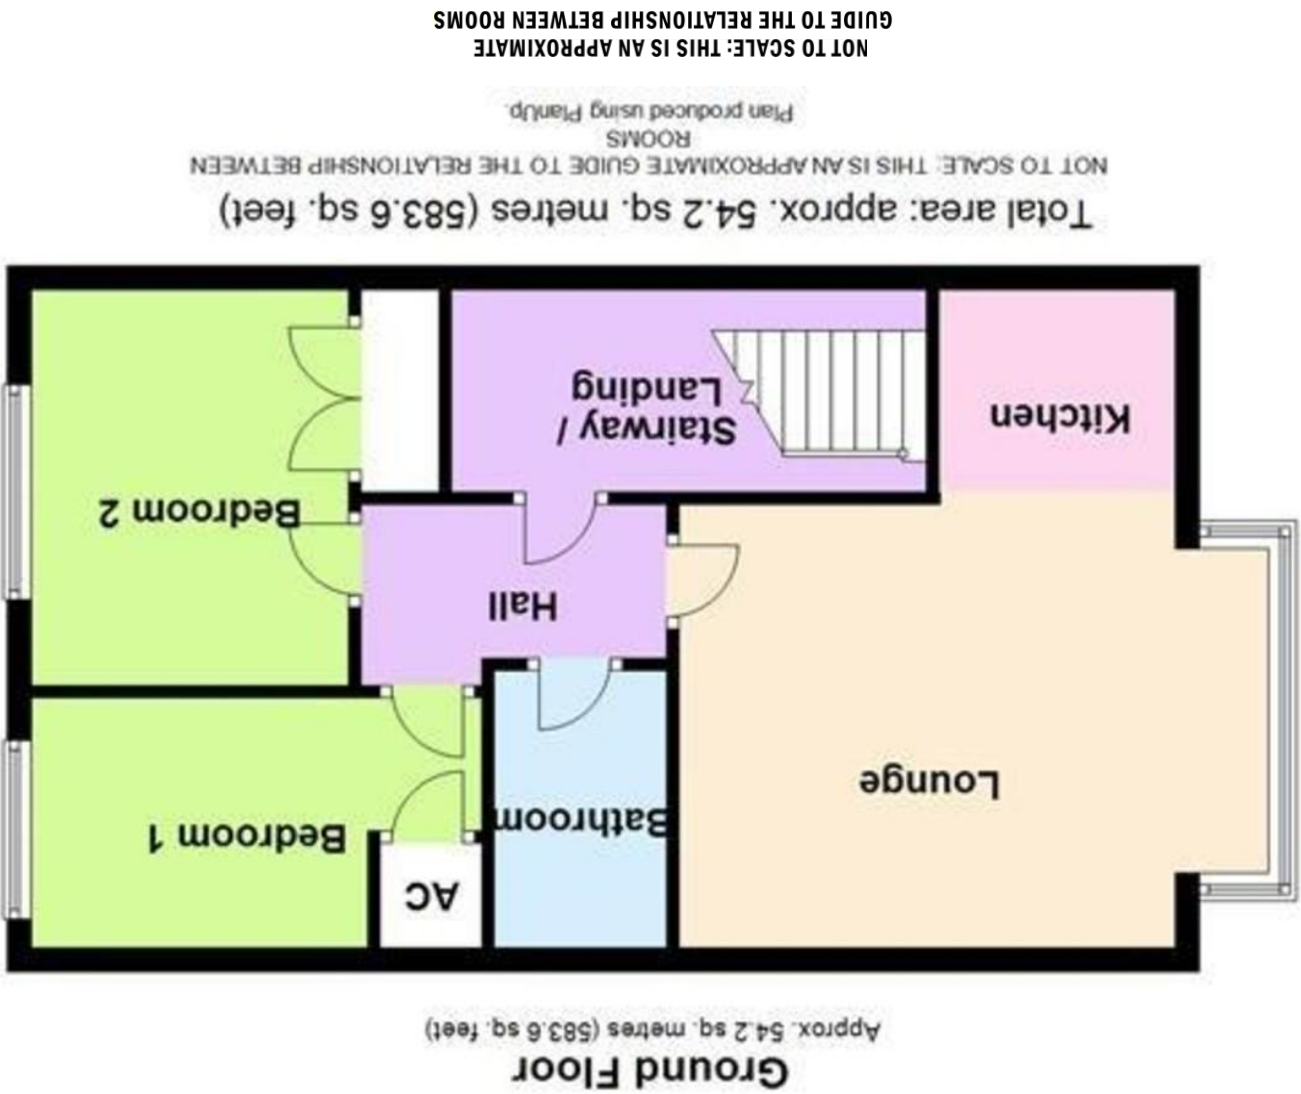 Ground Floor
Approx. 54.2 sq. metres (583.6 sq. feet)
AC
Bedroom 1
Bathroom
Lounge
Hall
Bedroom 2
Stairway /
Landing
Kitchen
Total area: approx. 54.2 sq. metres (583.6 sq. feet)
NOT TO SCALE: THIS IS AN APPROXIMATE GUIDE TO THE RELATIONSHIP BETWEEN
ROOMS
Plan produced using PlanUp.
NOT TO SCALE: THIS IS AN APPROXIMATE
GUIDE TO THE RELATIONSHIP BETWEEN ROOMS